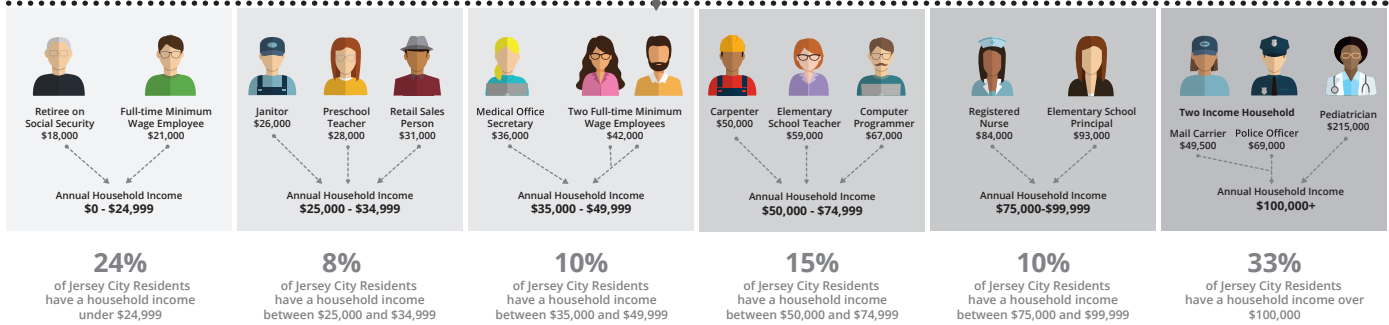 Retiree on
Social Security
$18,000
Full-time Minimum
Wage Employee
$21,000
Annual Household Income
$0 - $24,999
24%
of Jersey City Residents
have a household income
under $24,999
Janitor
$26,000
Preschool
Teacher
$28,000
Retail Sales
Person
$31,000
Annual Household Income
$25,000 - $34,999
8%
of Jersey City Residents
have a household income
between $25,000 and $34,999
Medical Office
Secretary
$36,000
Two Full-time Minimum
Wage Employees
$42,000
Annual Household Income
$35,000 - $49,999
10%
of Jersey City Residents
have a household income
between $35,000 and $49,999
Carpenter
$50,000
Elementary
School Teacher
$59,000
Computer
Programmer
$67,000
Annual Household Income
$50,000 - $74,999
15%
of Jersey City Residents
have a household income
between $50,000 and $74,999
Registered
Nurse
$84,000
Elementary School
Principal
$93,000
Annual Household Income
$75,000-$99,999
10%
of Jersey City Residents
have a household income
between $75,000 and $99,999
Two Income Household
Mail Carrier
$49,500
Police Officer
$69,000
Pediatrician
$215,000
Annual Household Income
$100,000+
33%
of Jersey City Residents
have a household income over
$100,000